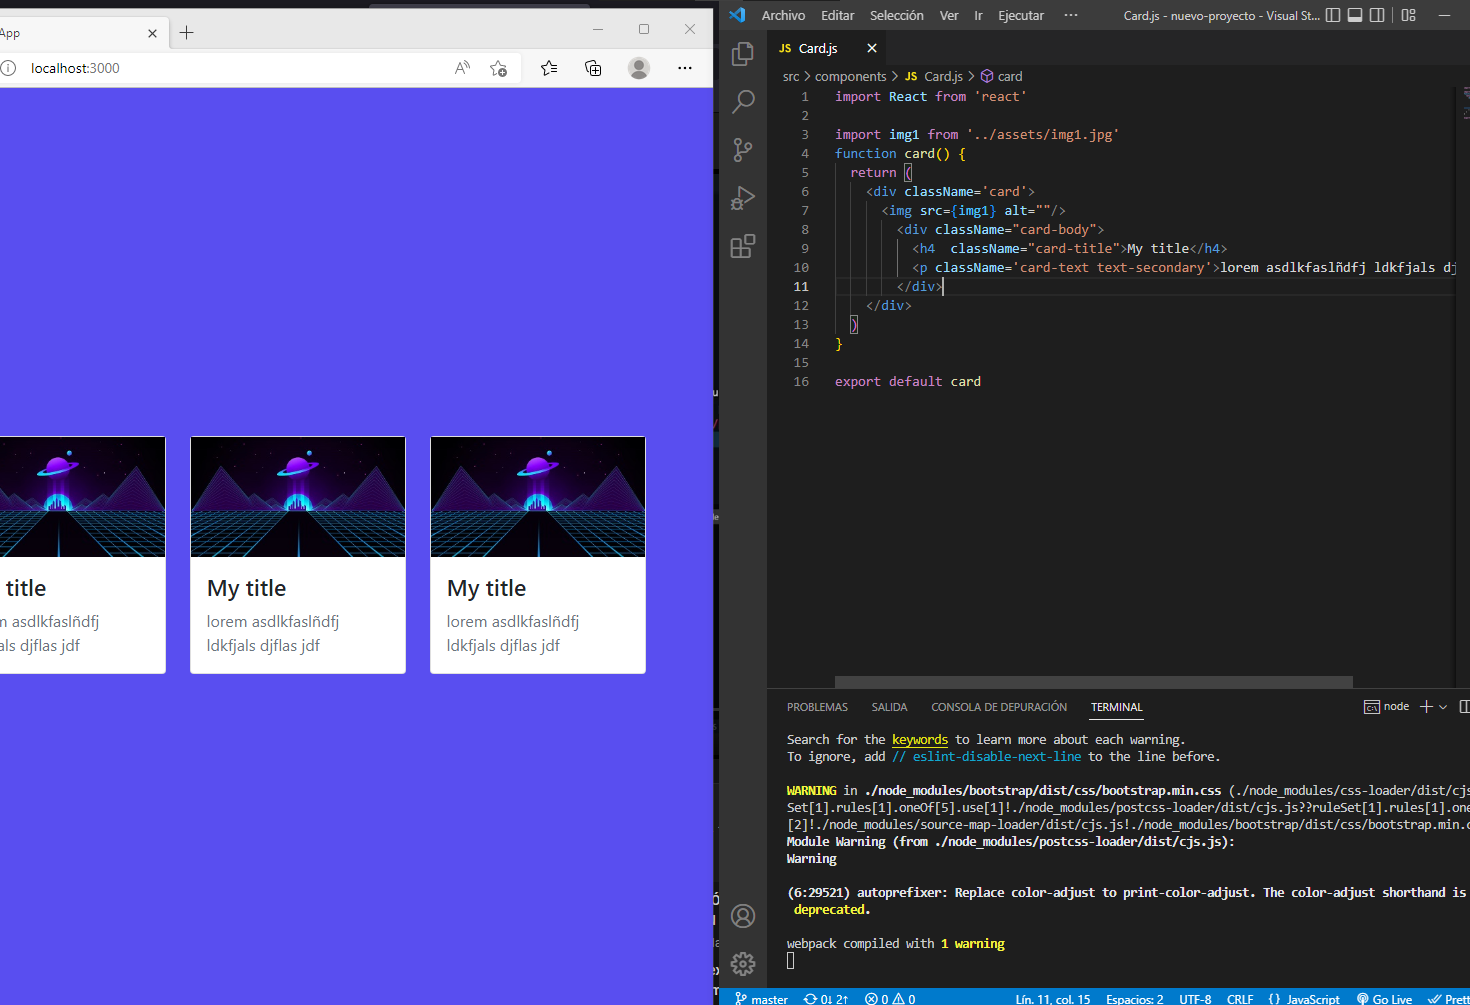 App
localhost:3000
title
asdlkfaslñdfj
als djflas jdf
My title
lorem asdlkfaslñdfj
ldkfjals djflas jdf
My title
lorem asdlkfaslñdfj
ldkfjals djflas jdf
Archivo Editar Selección Ver Ir Ejecutar ··· Card.js - nuevo-proyecto - Visual St...
JS Card.js
src > components > JS Card.js > card
1 import React from 'react'
2
3 import img1 from '../assets/img1.jpg'
4 function card() {
5 return (
6 <div className='card'>
7 <img src={img1} alt=""/>
8 <div className="card-body">
9 <h4  className="card-title">My title</h4>
10 <p className='card-text text-secondary'>lorem asdlkfaslñdfj ldkfjals dj
11 </div>
12 </div>
13 )
14 }
15
16 export default card
PROBLEMAS SALIDA CONSOLA DE DEPURACIÓN TERMINAL node
Search for the keywords to learn more about each warning.
To ignore, add // eslint-disable-next-line to the line before.
WARNING in ./node_modules/bootstrap/dist/css/bootstrap.min.css (./node_modules/css-loader/dist/cjs
Set[1].rules[1].oneOf[5].use[1]!./node_modules/postcss-loader/dist/cjs.js??ruleSet[1].rules[1].one
[2]!./node_modules/source-map-loader/dist/cjs.js!./node_modules/bootstrap/dist/css/bootstrap.min.c
Module Warning (from ./node_modules/postcss-loader/dist/cjs.js):
Warning
(6:29521) autoprefixer: Replace color-adjust to print-color-adjust. The color-adjust shorthand is
deprecated.
webpack compiled with 1 warning
master 0↓ 2↑ 0 0 Lín. 11, col. 15 Espacios: 2 UTF-8 CRLF {} JavaScript Go Live Prett